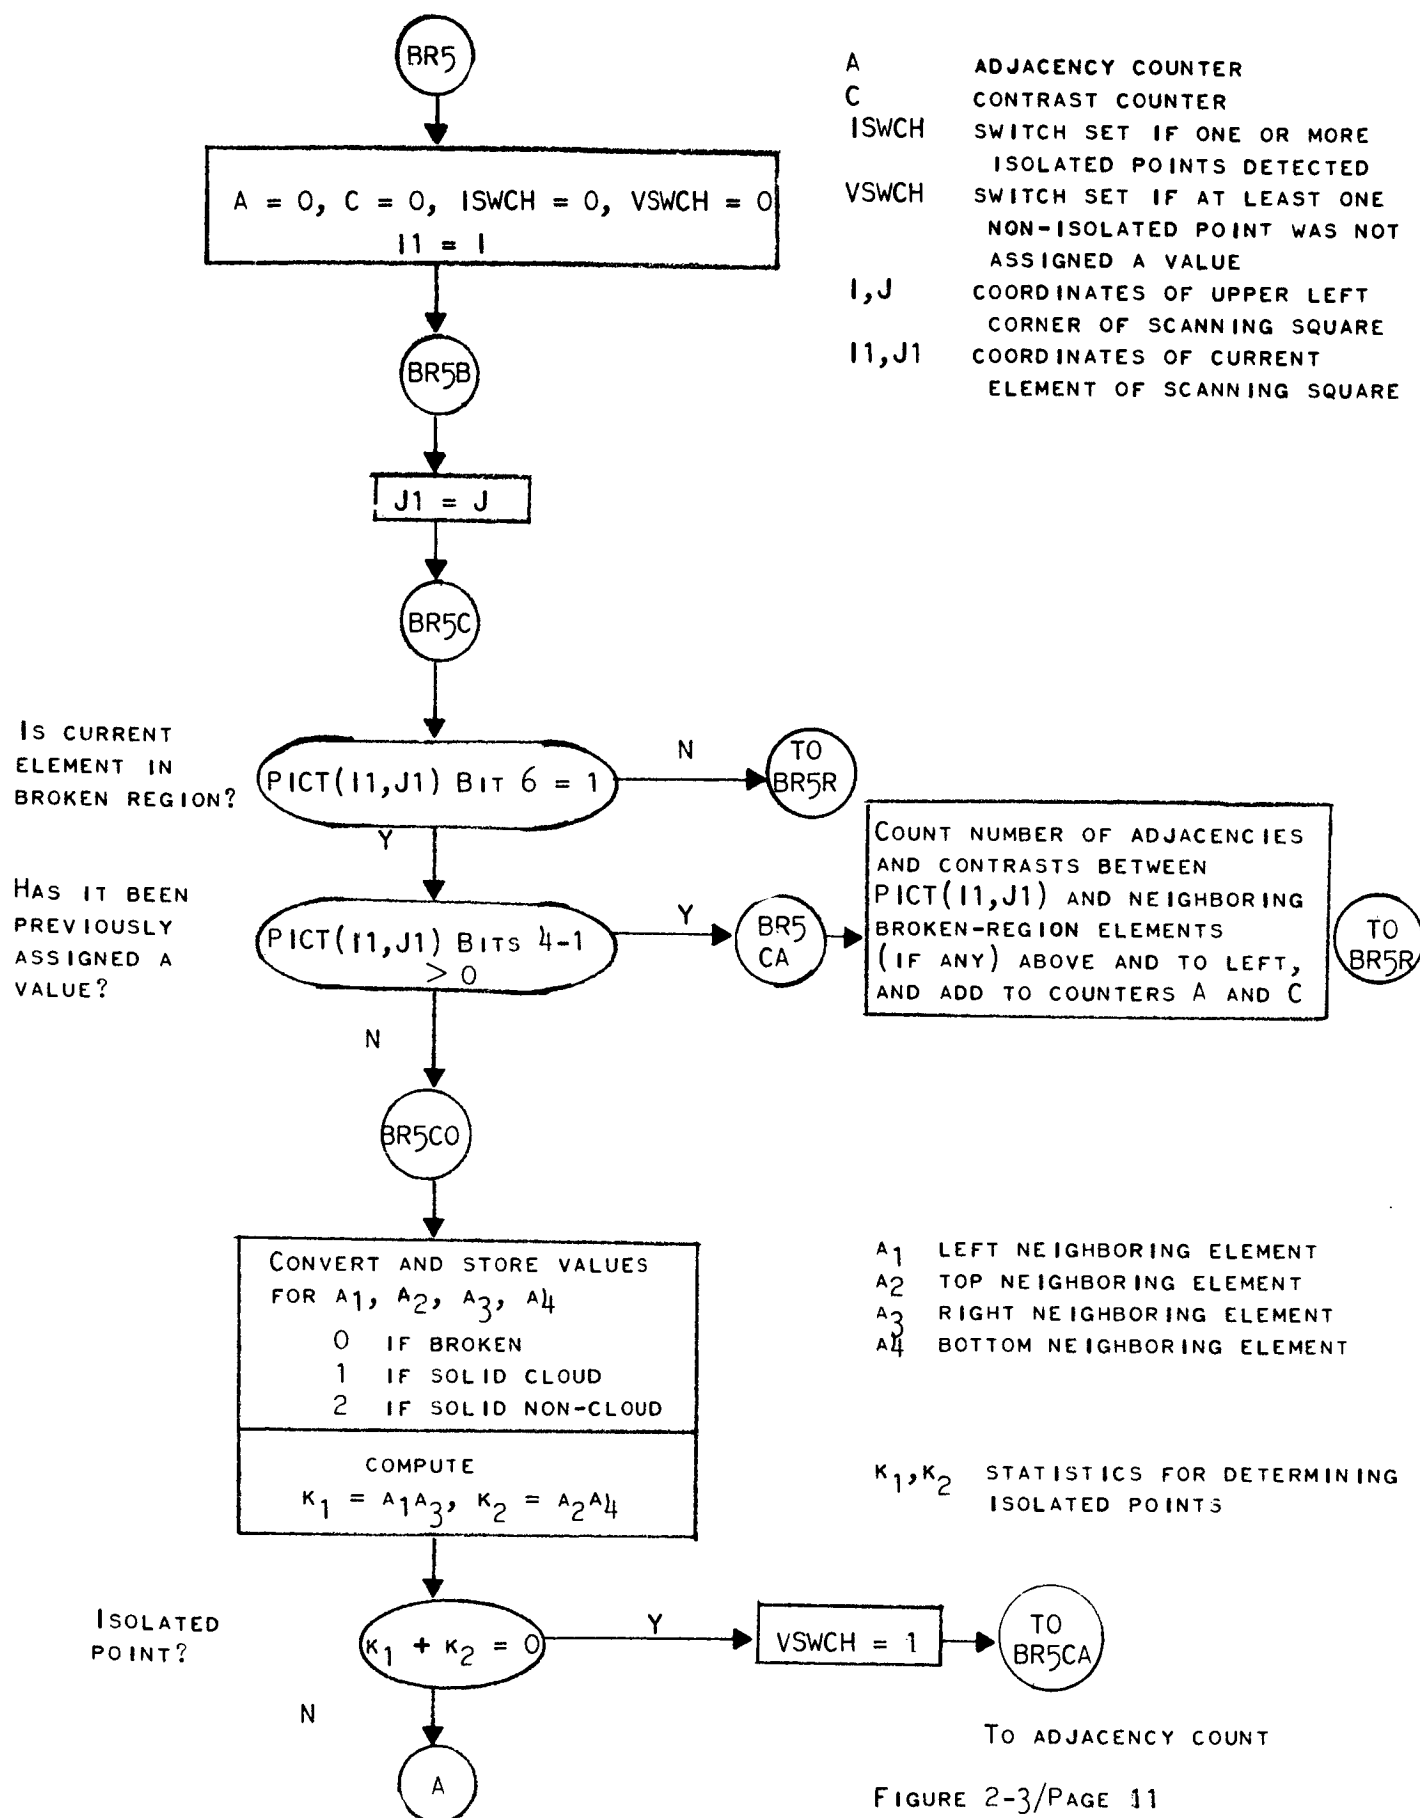 BR5
A = 0, C = 0, ISWCH = 0, VSWCH = 0
I1 = I
BR5B
J1 = J
BR5C
A ADJACENCY COUNTER
C CONTRAST COUNTER
ISWCH SWITCH SET IF ONE OR MORE
ISOLATED POINTS DETECTED
VSWCH SWITCH SET IF AT LEAST ONE
NON-ISOLATED POINT WAS NOT
ASSIGNED A VALUE
I,J COORDINATES OF UPPER LEFT
CORNER OF SCANNING SQUARE
I1,J1 COORDINATES OF CURRENT
ELEMENT OF SCANNING SQUARE
IS CURRENT
ELEMENT IN
BROKEN REGION?
PICT(I1,J1) BIT 6 = 1
N
TO
BR5R
Y
HAS IT BEEN
PREVIOUSLY
ASSIGNED A
VALUE?
PICT(I1,J1) BITS 4-1
> 0
Y
BR5
CA
COUNT NUMBER OF ADJACENCIES
AND CONTRASTS BETWEEN
PICT(I1,J1) AND NEIGHBORING
BROKEN-REGION ELEMENTS
(IF ANY) ABOVE AND TO LEFT,
AND ADD TO COUNTERS A AND C
TO
BR5R
N
BR5CO
CONVERT AND STORE VALUES
FOR A1, A2, A3, A4
0 IF BROKEN
1 IF SOLID CLOUD
2 IF SOLID NON-CLOUD
COMPUTE
K1 = A1A3, K2 = A2A4
A1 LEFT NEIGHBORING ELEMENT
A2 TOP NEIGHBORING ELEMENT
A3 RIGHT NEIGHBORING ELEMENT
A4 BOTTOM NEIGHBORING ELEMENT
K1,K2 STATISTICS FOR DETERMINING
ISOLATED POINTS
ISOLATED
POINT?
K1 + K2 = 0
Y
VSWCH = 1
TO
BR5CA
N
A
TO ADJACENCY COUNT
FIGURE 2-3/PAGE 11